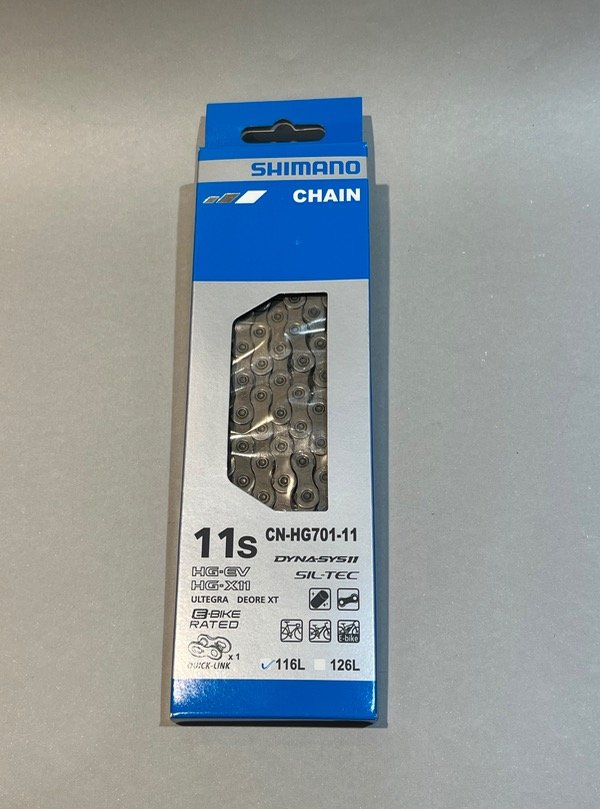 SHIMANO
CHAIN
11s CN-HG701-11
HG-EV DYNA-SYS11
HG-X11 SIL-TEC
ULTEGRA DEORE XT
E-BIKE
RATED
E-bike
x 1
QUICK-LINK
116L 126L